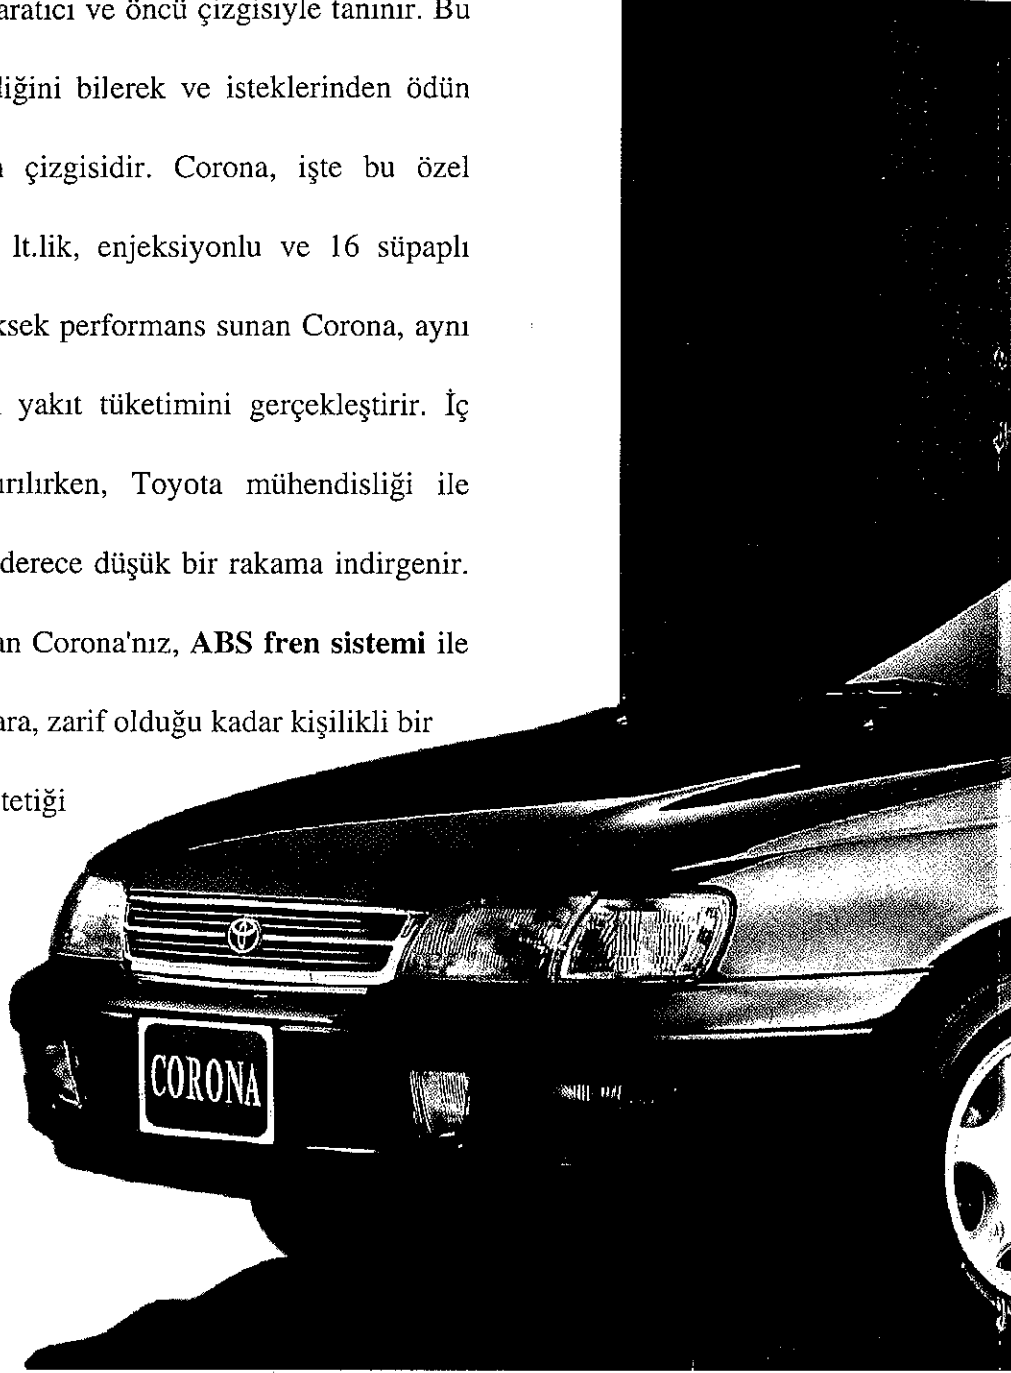 aratıcı ve öncü çizgisiyle tanınır. Bu
liğini bilerek ve isteklerinden ödün
çizgisidir. Corona, işte bu özel
lt.lik, enjeksiyonlu ve 16 süpaplı
ksek performans sunan Corona, aynı
yakıt tüketimini gerçekleştirir. İç
ırılırken, Toyota mühendisliği ile
derece düşük bir rakama indirgenir.
an Corona'nız, ABS fren sistemi ile
ara, zarif olduğu kadar kişilikli bir
tetiği
CORONA